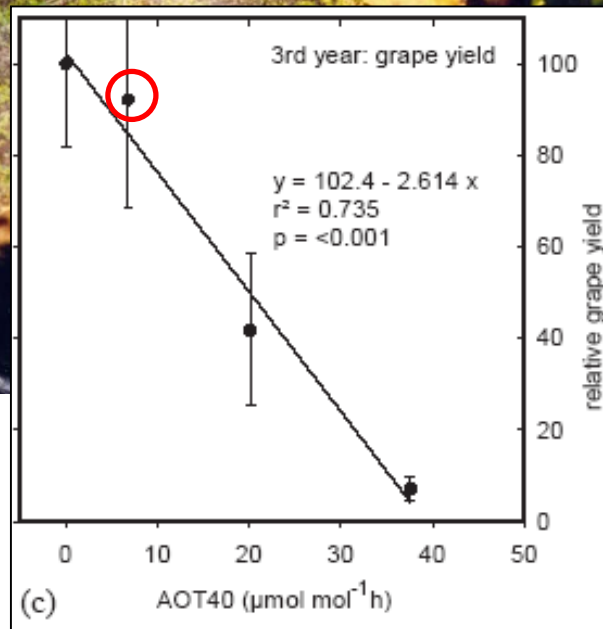 3rd year: grape yield
y = 102.4 - 2.614 x
r² = 0.735
p = <0.001
100
80
60
40
20
0
relative grape yield
0 10 20 30 40 50
(c) AOT40 (µmol mol⁻¹h)